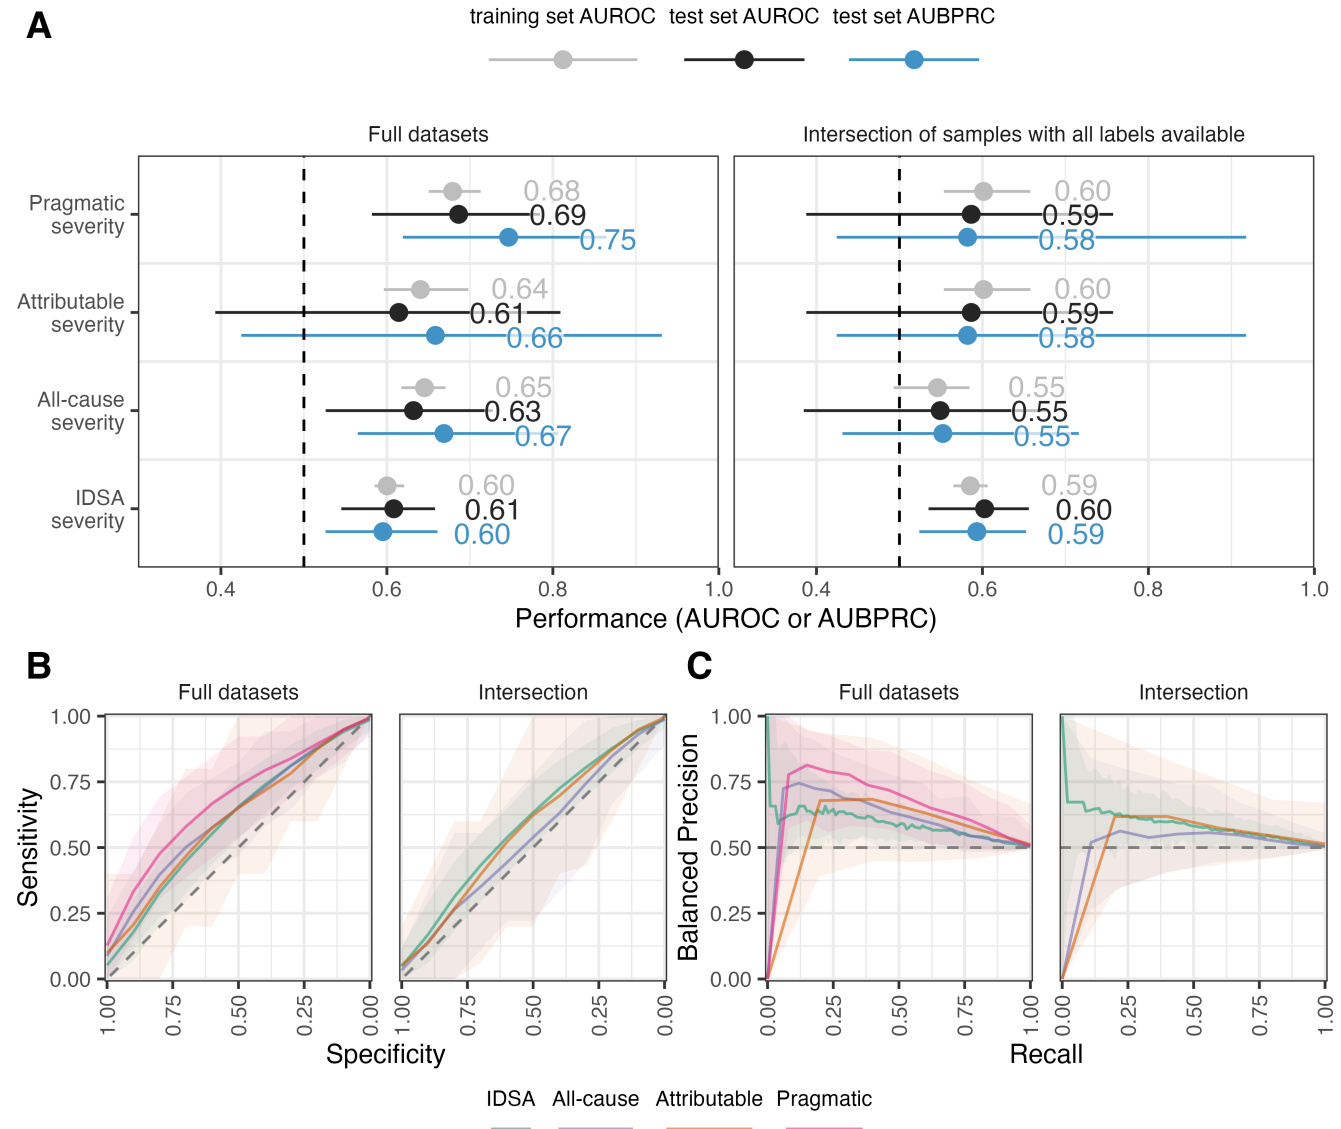 A
training set AUROC test set AUROC test set AUBPRC
Full datasets
Intersection of samples with all labels available
Pragmatic
severity
Attributable
severity
All-cause
severity
IDSA
severity
0.68
0.69
0.75
0.64
0.61
0.66
0.65
0.63
0.67
0.60
0.61
0.60
0.60
0.59
0.58
0.60
0.59
0.58
0.55
0.55
0.55
0.59
0.60
0.59
0.4 0.6 0.8 1.0
0.4 0.6 0.8 1.0
Performance (AUROC or AUBPRC)
B
Full datasets
Intersection
Sensitivity
1.00
0.75
0.50
0.25
0.00
1.00 0.75 0.50 0.25 0.00
1.00 0.75 0.50 0.25 0.00
Specificity
C
Full datasets
Intersection
Balanced Precision
1.00
0.75
0.50
0.25
0.00
0.00 0.25 0.50 0.75 1.00
0.00 0.25 0.50 0.75 1.00
Recall
IDSA All-cause Attributable Pragmatic